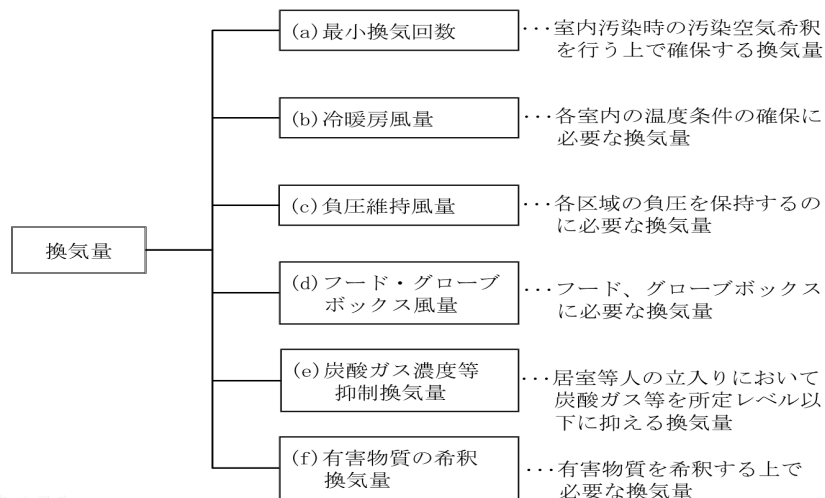 (a)最小換気回数
･･･室内汚染時の汚染空気希釈
を行う上で確保する換気量
(b)冷暖房風量
･･･各室内の温度条件の確保に
必要な換気量
(c)負圧維持風量
･･･各区域の負圧を保持するの
に必要な換気量
換気量
(d)フード・グローブ
ボックス風量
･･･フード、グローブボックス
に必要な換気量
(e)炭酸ガス濃度等
抑制換気量
･･･居室等人の立入りにおいて
炭酸ガス等を所定レベル以
下に抑える換気量
(f)有害物質の希釈
換気量
･･･有害物質を希釈する上で
必要な換気量